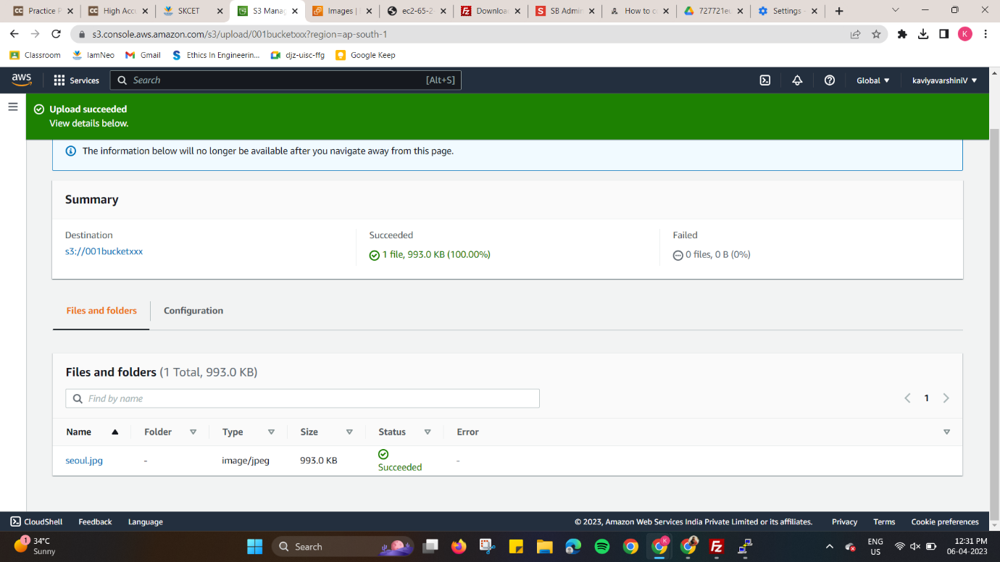 Practice P
High Acc
SKCET
S3 Mana
Images |
ec2-65-2
Downloa
SB Admin
How to c
727721eu
Settings -
s3.console.aws.amazon.com/s3/upload/001bucketxxx?region=ap-south-1
K
Classroom
IamNeo
Gmail
Ethics In Engineerin...
djz-uisc-ffg
Google Keep
aws
Services
Search
[Alt+S]
Global
kaviyavarshiniV
Upload succeeded
View details below.
The information below will no longer be available after you navigate away from this page.
Summary
Destination
s3://001bucketxxx
Succeeded
1 file, 993.0 KB (100.00%)
Failed
0 files, 0 B (0%)
Files and folders
Configuration
Files and folders (1 Total, 993.0 KB)
Find by name
1
Name
Folder
Type
Size
Status
Error
seoul.jpg
-
image/jpeg
993.0 KB
Succeeded
-
CloudShell
Feedback
Language
© 2023, Amazon Web Services India Private Limited or its affiliates.
Privacy
Terms
Cookie preferences
1
34°C
Sunny
Search
ENG
US
12:31 PM
06-04-2023